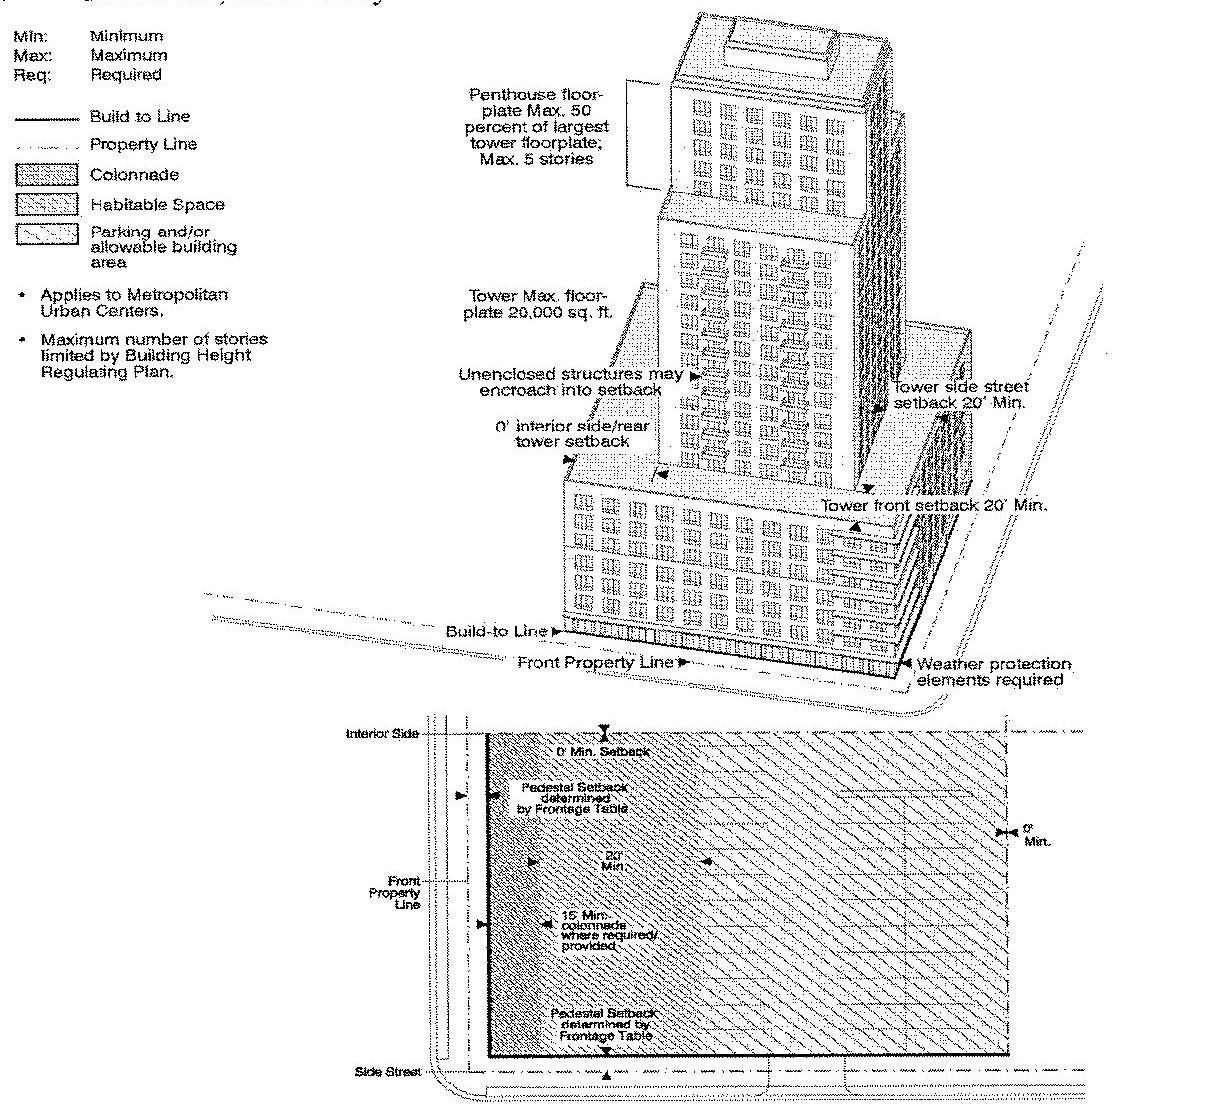 Min: Minimum
Max: Maximum
Req: Required
Build to Line
Property Line
Colonnade
Habitable Space
Parking and/or
allowable building
area
• Applies to Metropolitan
Urban Centers.
• Maximum number of stories
limited by Building Height
Regulating Plan.
Penthouse floor-
plate Max. 50
percent of largest
tower floorplate;
Max. 5 stories
Tower Max. floor-
plate 20,000 sq. ft.
Unenclosed structures may
encroach into setback
Tower side street
setback 20' Min.
0' interior side/rear
tower setback
Tower front setback 20' Min.
Build-to Line
Front Property Line
Weather protection
elements required
Interior Side
0' Min. Setback
Pedestal Setback
determined
by Frontage Table
0'
Min.
20'
Min.
Front
Property
Line
15' Min.
colonnade
where required/
provided
Pedestal Setback
determined by
Frontage Table
Side Street